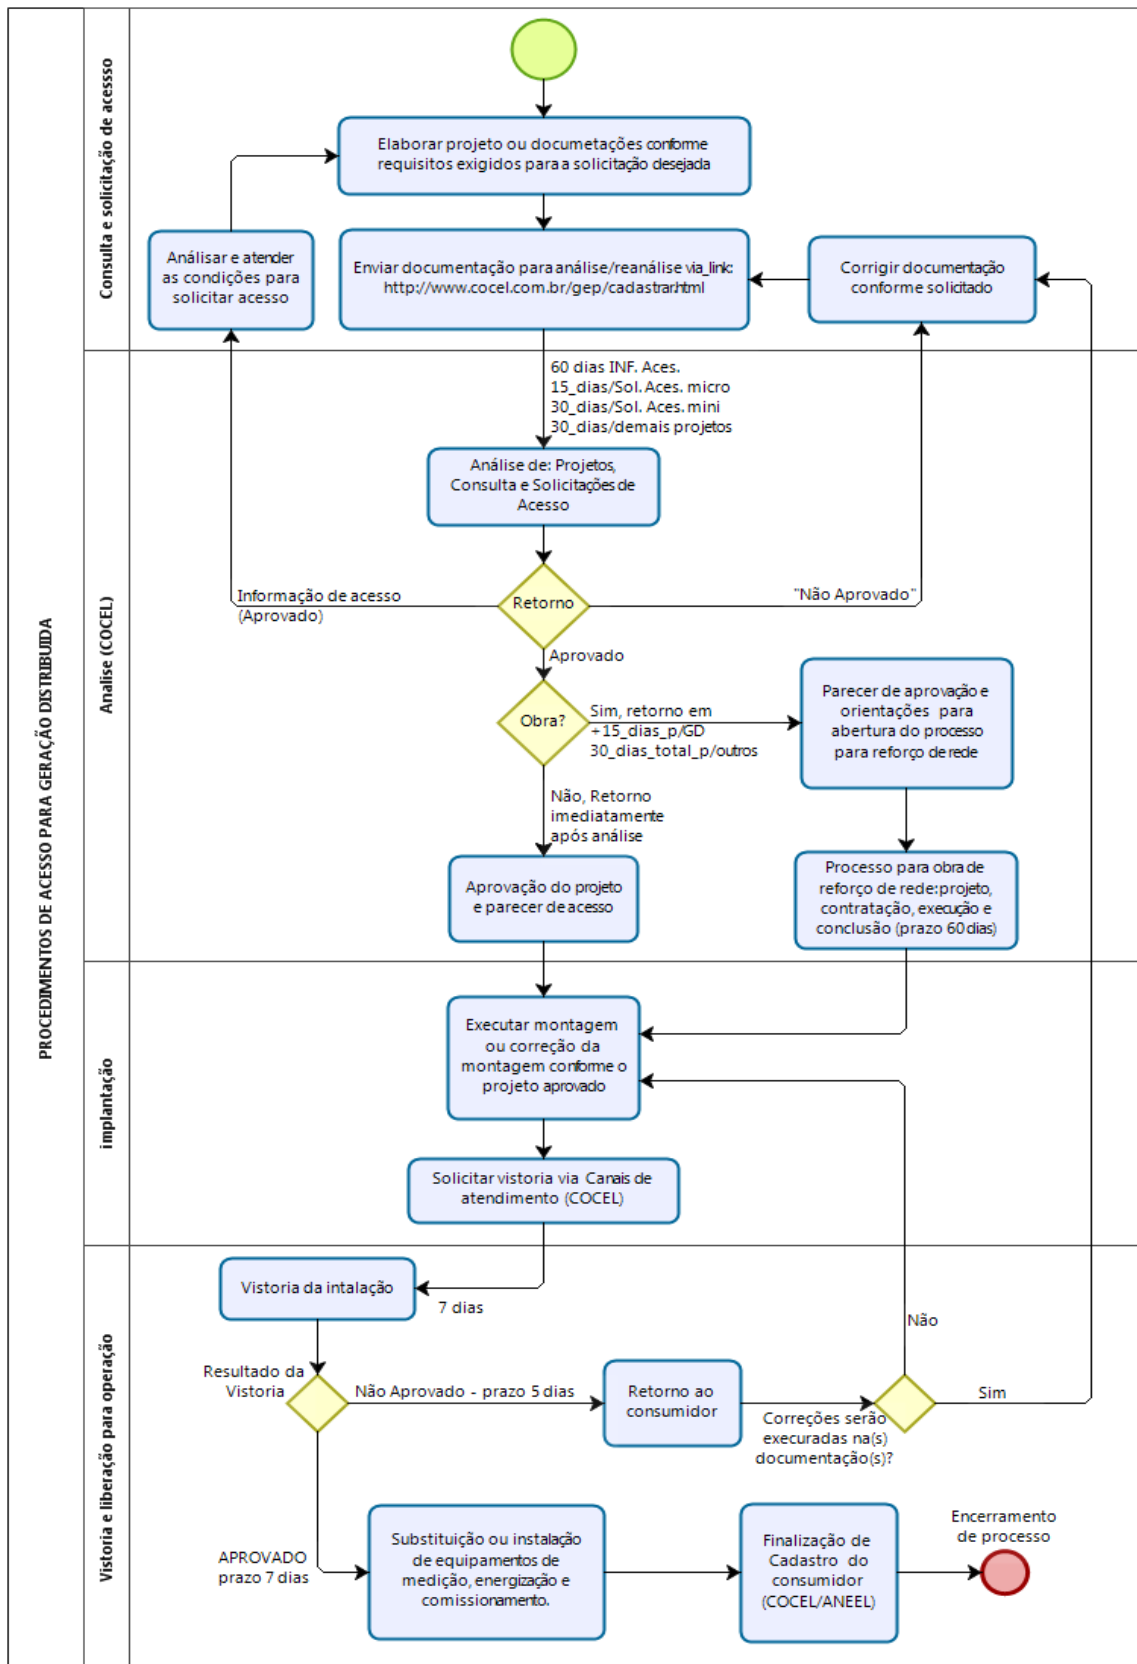 PROCEDIMENTOS DE ACESSO PARA GERAÇÃO DISTRIBUIDA
Consulta e solicitação de acessso
Elaborar projeto ou documetações conforme
requisitos exigidos para a solicitação desejada
Análisar e atender
as condições para
solicitar acesso
Enviar documentação para análise/reanálise via_link:
http://www.cocel.com.br/gep/cadastrar.html
Corrigir documentação
conforme solicitado
Analise (COCEL)
60 dias INF. Aces.
15_dias/Sol. Aces. micro
30_dias/Sol. Aces. mini
30_dias/demais projetos
Análise de: Projetos,
Consulta e Solicitações de
Acesso
Informação de acesso
(Aprovado)
Retorno
"Não Aprovado"
Aprovado
Obra?
Sim, retorno em
+15_dias_p/GD
30_dias_total_p/outros
Parecer de aprovação e
orientações para
abertura do processo
para reforço de rede
Não, Retorno
imediatamente
após análise
Aprovação do projeto
e parecer de acesso
Processo para obra de
reforço de rede: projeto,
contratação, execução e
conclusão (prazo 60 dias)
implantação
Executar montagem
ou correção da
montagem conforme o
projeto aprovado
Solicitar vistoria via Canais de
atendimento (COCEL)
Vistoria e liberação para operação
Vistoria da intalação
7 dias
Resultado da
Vistoria
Não Aprovado - prazo 5 dias
Retorno ao
consumidor
Correções serão
execuradas na(s)
documentação(s)?
Não
Sim
APROVADO
prazo 7 dias
Substituição ou instalação
de equipamentos de
medição, energização e
comissionamento.
Finalização de
Cadastro do
consumidor
(COCEL/ANEEL)
Encerramento
de processo